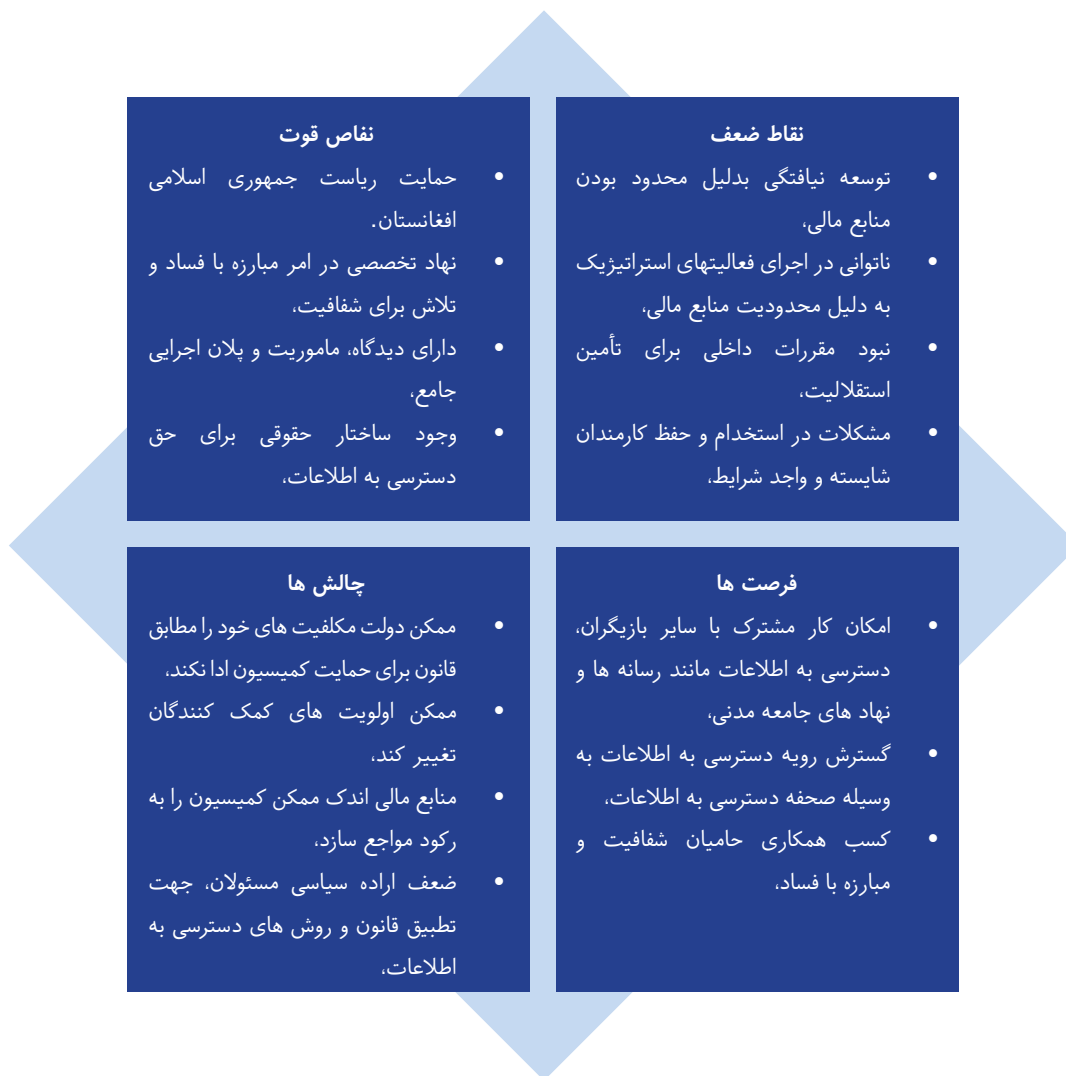 نقاط ضعف
• توسعه نیافتگی بدلیل محدود بودن
منابع مالی،
• ناتوانی در اجرای فعالیتهای استراتیژیک
به دلیل محدودیت منابع مالی،
• نبود مقررات داخلی برای تأمین
استقلالیت،
• مشکلات در استخدام و حفظ کارمندان
شایسته و واجد شرایط،
نفاص قوت
• حمایت ریاست جمهوری اسلامی
افغانستان.
• نهاد تخصصی در امر مبارزه با فساد و
تلاش برای شفافیت،
• دارای دیدگاه، ماموریت و پلان اجرایی
جامع،
• وجود ساختار حقوقی برای حق
دسترسی به اطلاعات،
فرصت ها
• امکان کار مشترک با سایر بازیگران،
دسترسی به اطلاعات مانند رسانه ها و
نهاد های جامعه مدنی،
• گسترش رویه دسترسی به اطلاعات به
وسیله صحفه دسترسی به اطلاعات،
• کسب همکاری حامیان شفافیت و
مبارزه با فساد،
چالش ها
• ممکن دولت مکلفیت های خود را مطابق
قانون برای حمایت کمیسیون ادا نکند،
• ممکن اولویت های کمک کنندگان
تغییر کند،
• منابع مالی اندک ممکن کمیسیون را به
رکود مواجع سازد،
• ضعف اراده سیاسی مسئولان، جهت
تطبیق قانون و روش های دسترسی به
اطلاعات،